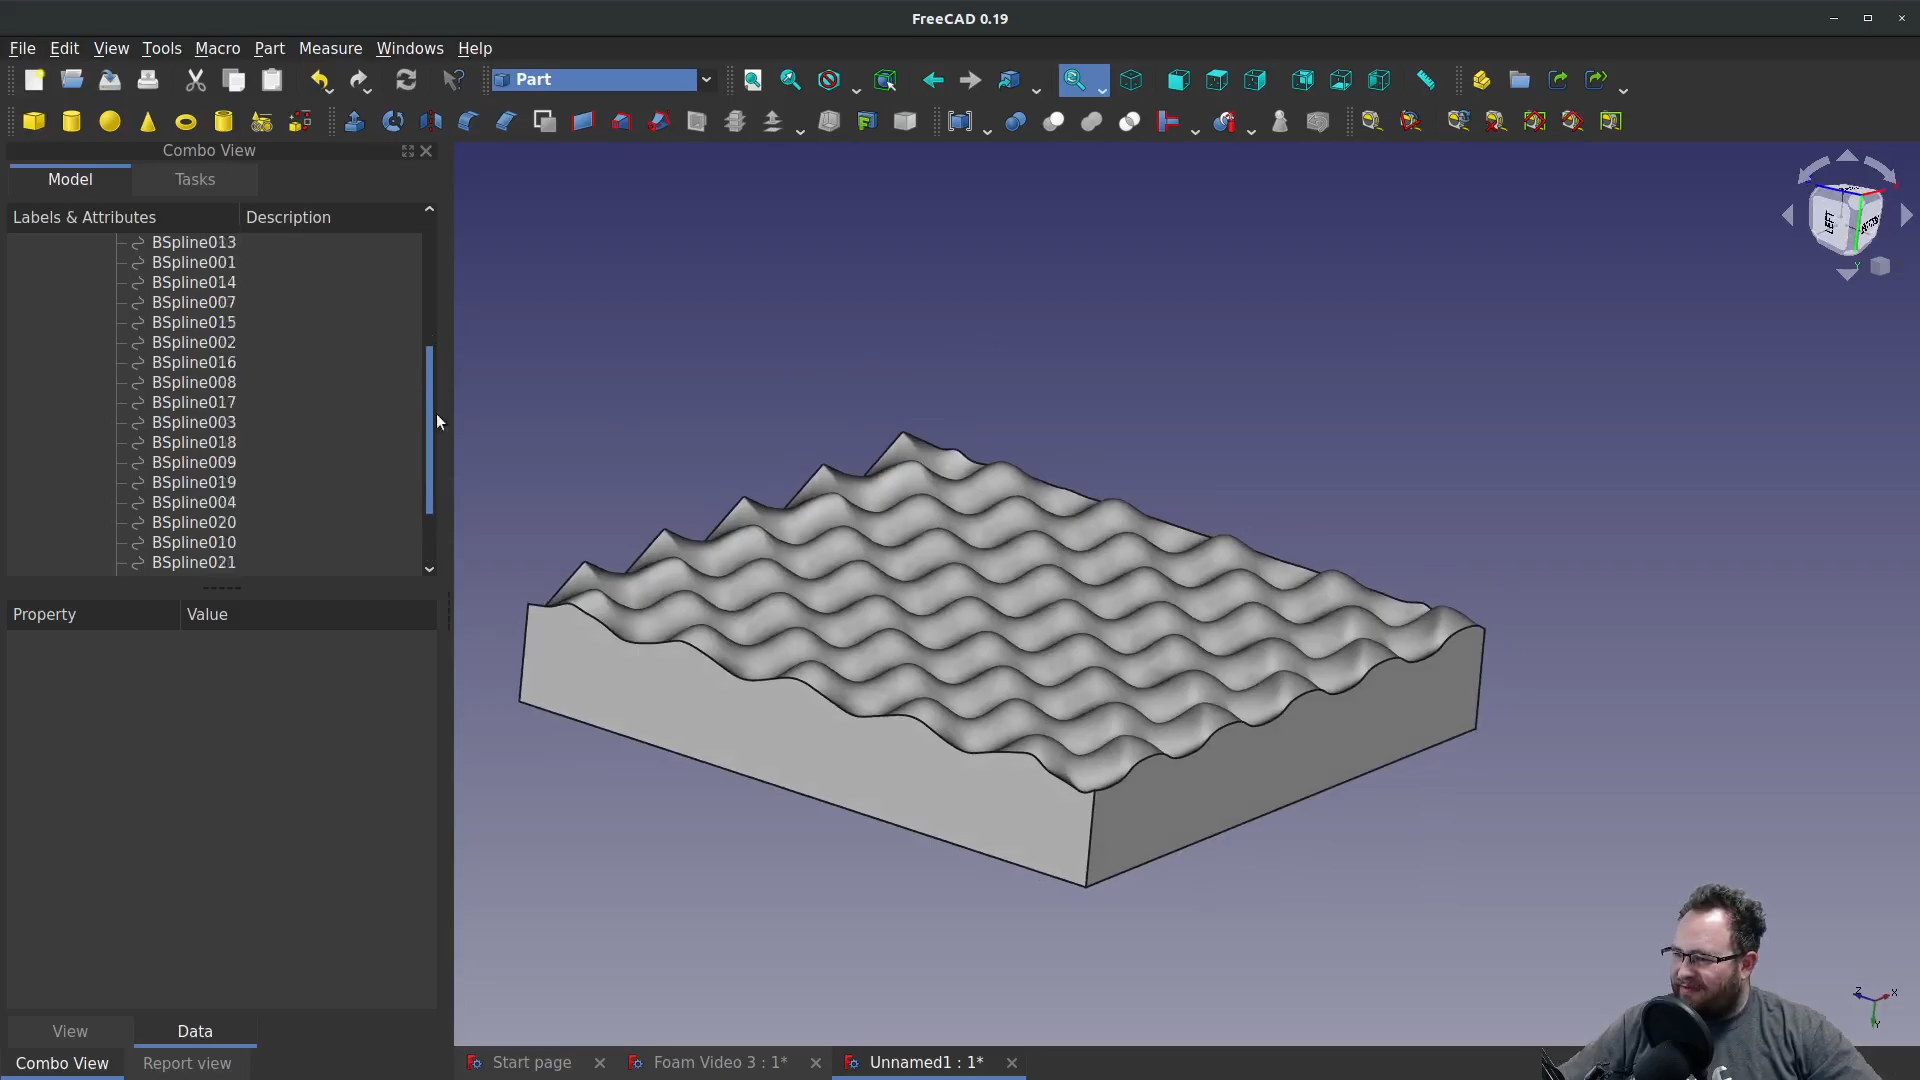 FreeCAD 0.19
File Edit View Tools Macro Part Measure Windows Help
Part
Combo View
Model Tasks
Labels & Attributes Description
BSpline013
BSpline001
BSpline014
BSpline007
BSpline015
BSpline002
BSpline016
BSpline008
BSpline017
BSpline003
BSpline018
BSpline009
BSpline019
BSpline004
BSpline020
BSpline010
BSpline021
Property Value
View Data
Combo View Report view
Start page Foam Video 3 : 1* Unnamed1 : 1*
LEFT
Y
Z X
Y